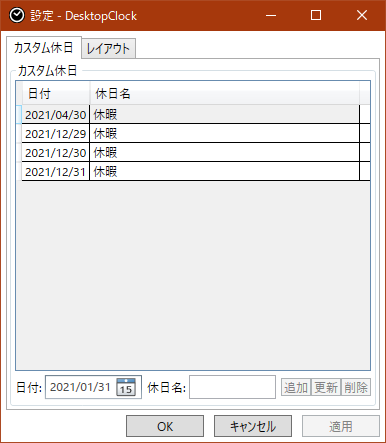 設定 - DesktopClock
カスタム休日 レイアウト
カスタム休日
日付 休日名
2021/04/30 休暇
2021/12/29 休暇
2021/12/30 休暇
2021/12/31 休暇
日付: 2021/01/31 15 休日名: 追加 更新 削除
OK キャンセル 適用